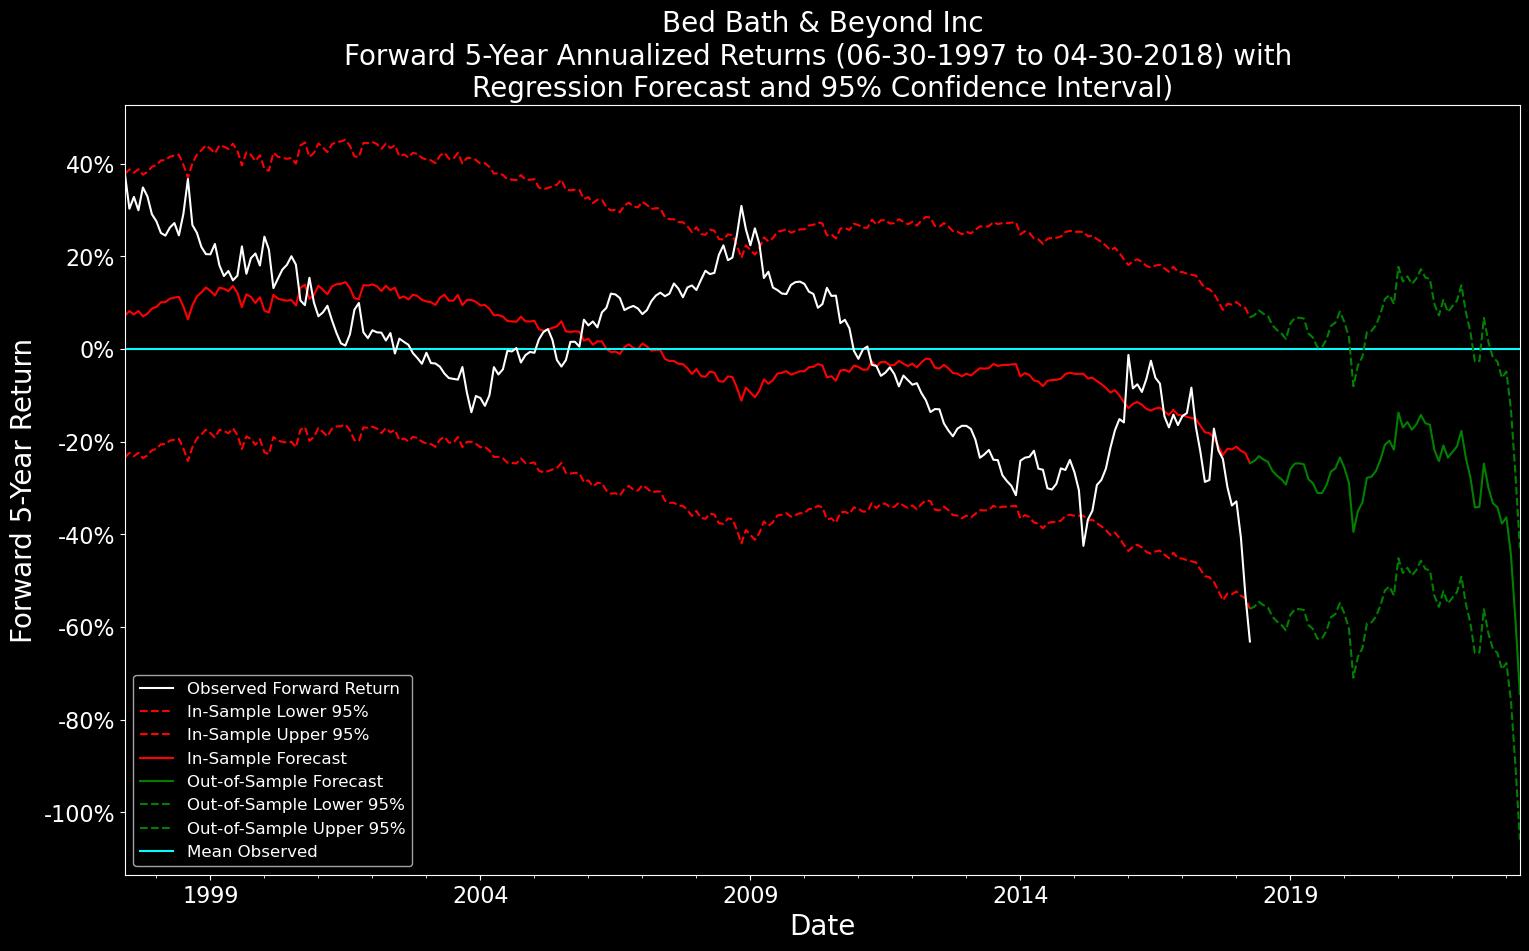 Bed Bath & Beyond Inc
Forward 5-Year Annualized Returns (06-30-1997 to 04-30-2018) with
Regression Forecast and 95% Confidence Interval)
Forward 5-Year Return
40%
20%
0%
-20%
-40%
-60%
-80%
-100%
Observed Forward Return
In-Sample Lower 95%
In-Sample Upper 95%
In-Sample Forecast
Out-of-Sample Forecast
Out-of-Sample Lower 95%
Out-of-Sample Upper 95%
Mean Observed
1999
2004
2009
2014
2019
Date